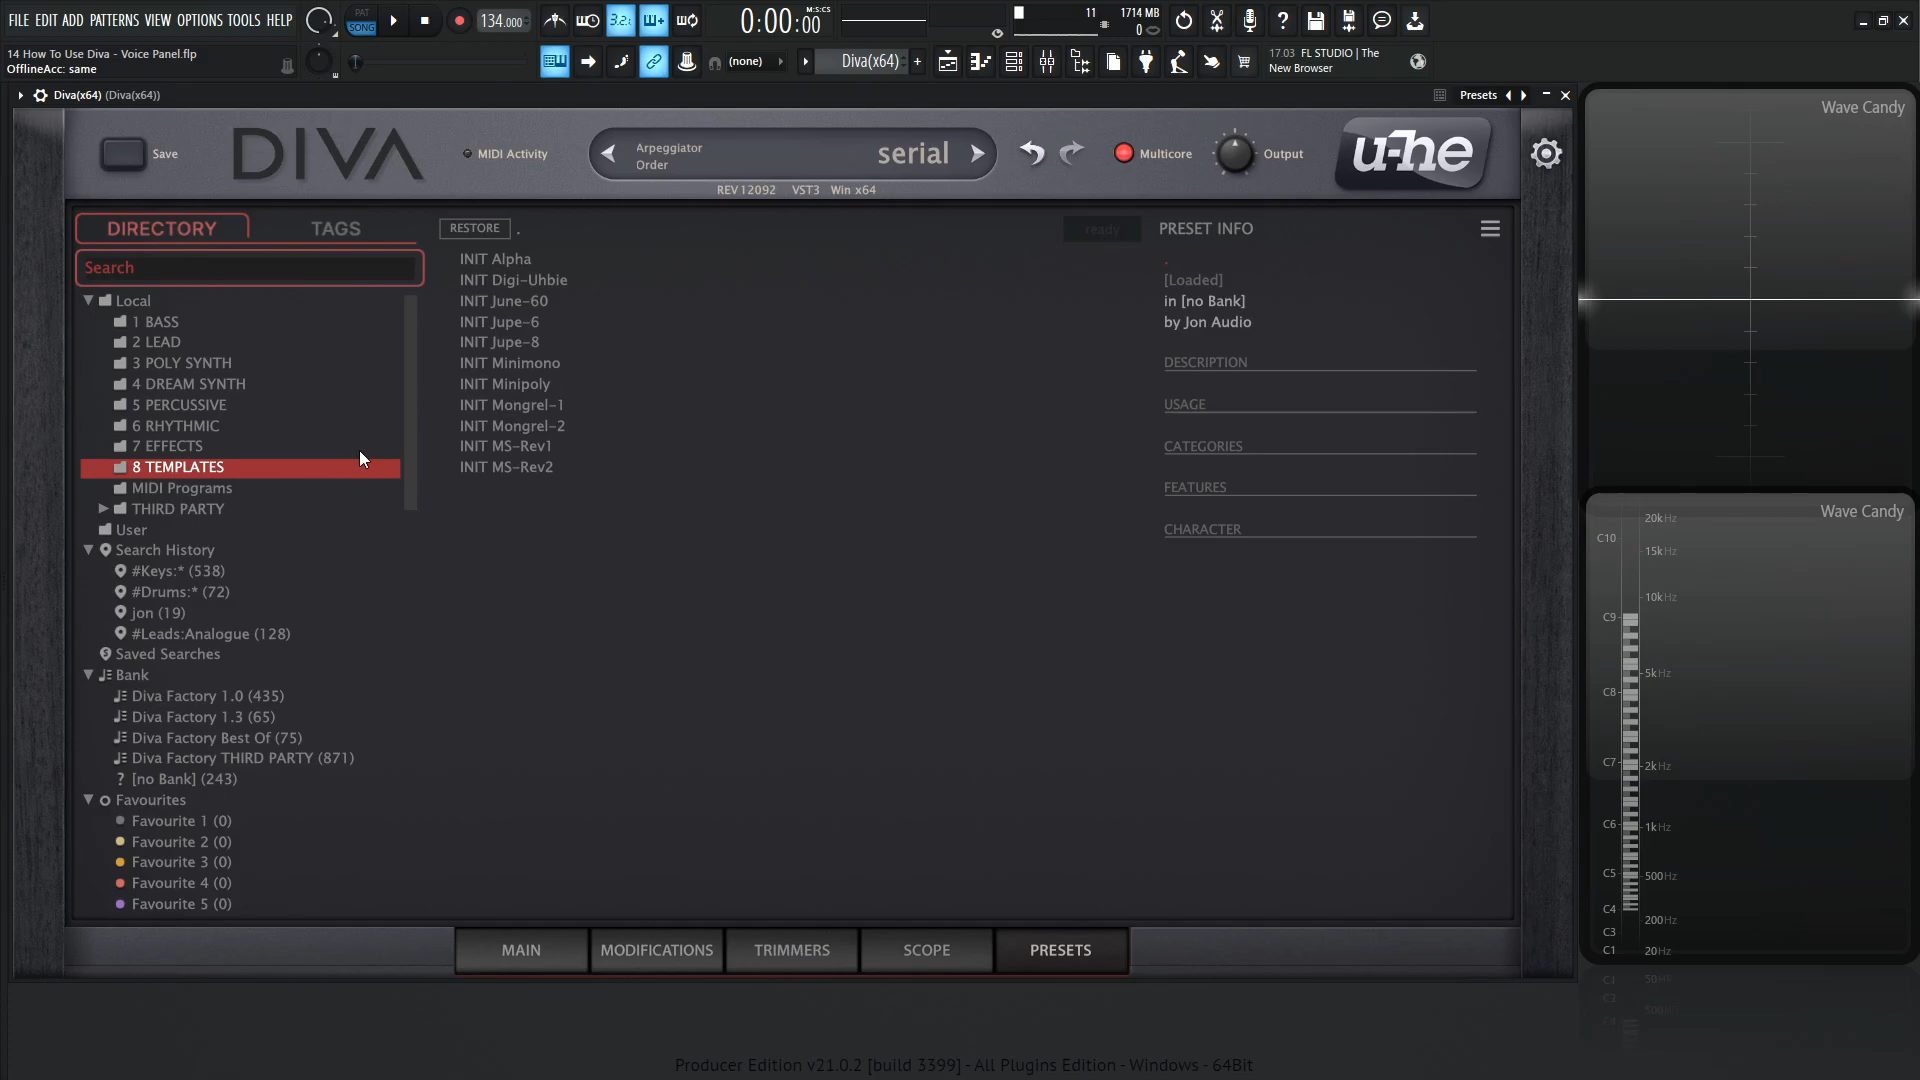 FILE EDIT ADD PATTERNS VIEW OPTIONS TOOLS HELP
PAT
SONG
134.000
3.2.
0:00:00
M:S:CS
11
1714 MB
0
14 How To Use Diva - Voice Panel.flp
OfflineAcc: same
(none)
Diva(x64)
+
17.03 FL STUDIO | The
New Browser
Diva(x64) (Diva(x64))
Presets
Save
DIVA
MIDI Activity
Arpeggiator
Order
serial
REV 12092 VST3 Win x64
Multicore
Output
u-he
DIRECTORY
TAGS
RESTORE
.
ready
PRESET INFO
Search
Local
1 BASS
2 LEAD
3 POLY SYNTH
4 DREAM SYNTH
5 PERCUSSIVE
6 RHYTHMIC
7 EFFECTS
8 TEMPLATES
MIDI Programs
THIRD PARTY
User
Search History
#Keys:* (538)
#Drums:* (72)
jon (19)
#Leads:Analogue (128)
Saved Searches
Bank
Diva Factory 1.0 (435)
Diva Factory 1.3 (65)
Diva Factory Best Of (75)
Diva Factory THIRD PARTY (871)
? [no Bank] (243)
Favourites
Favourite 1 (0)
Favourite 2 (0)
Favourite 3 (0)
Favourite 4 (0)
Favourite 5 (0)
INIT Alpha
INIT Digi-Uhbie
INIT June-60
INIT Jupe-6
INIT Jupe-8
INIT Minimono
INIT Minipoly
INIT Mongrel-1
INIT Mongrel-2
INIT MS-Rev1
INIT MS-Rev2
.
[Loaded]
in [no Bank]
by Jon Audio
DESCRIPTION
USAGE
CATEGORIES
FEATURES
CHARACTER
MAIN
MODIFICATIONS
TRIMMERS
SCOPE
PRESETS
Wave Candy
Wave Candy
20kHz
C10
15kHz
10kHz
C9
5kHz
C8
C7
2kHz
C6
1kHz
C5
500Hz
C4
200Hz
C3
C1
20Hz
Producer Edition v21.0.2 [build 3399] - All Plugins Edition - Windows - 64Bit